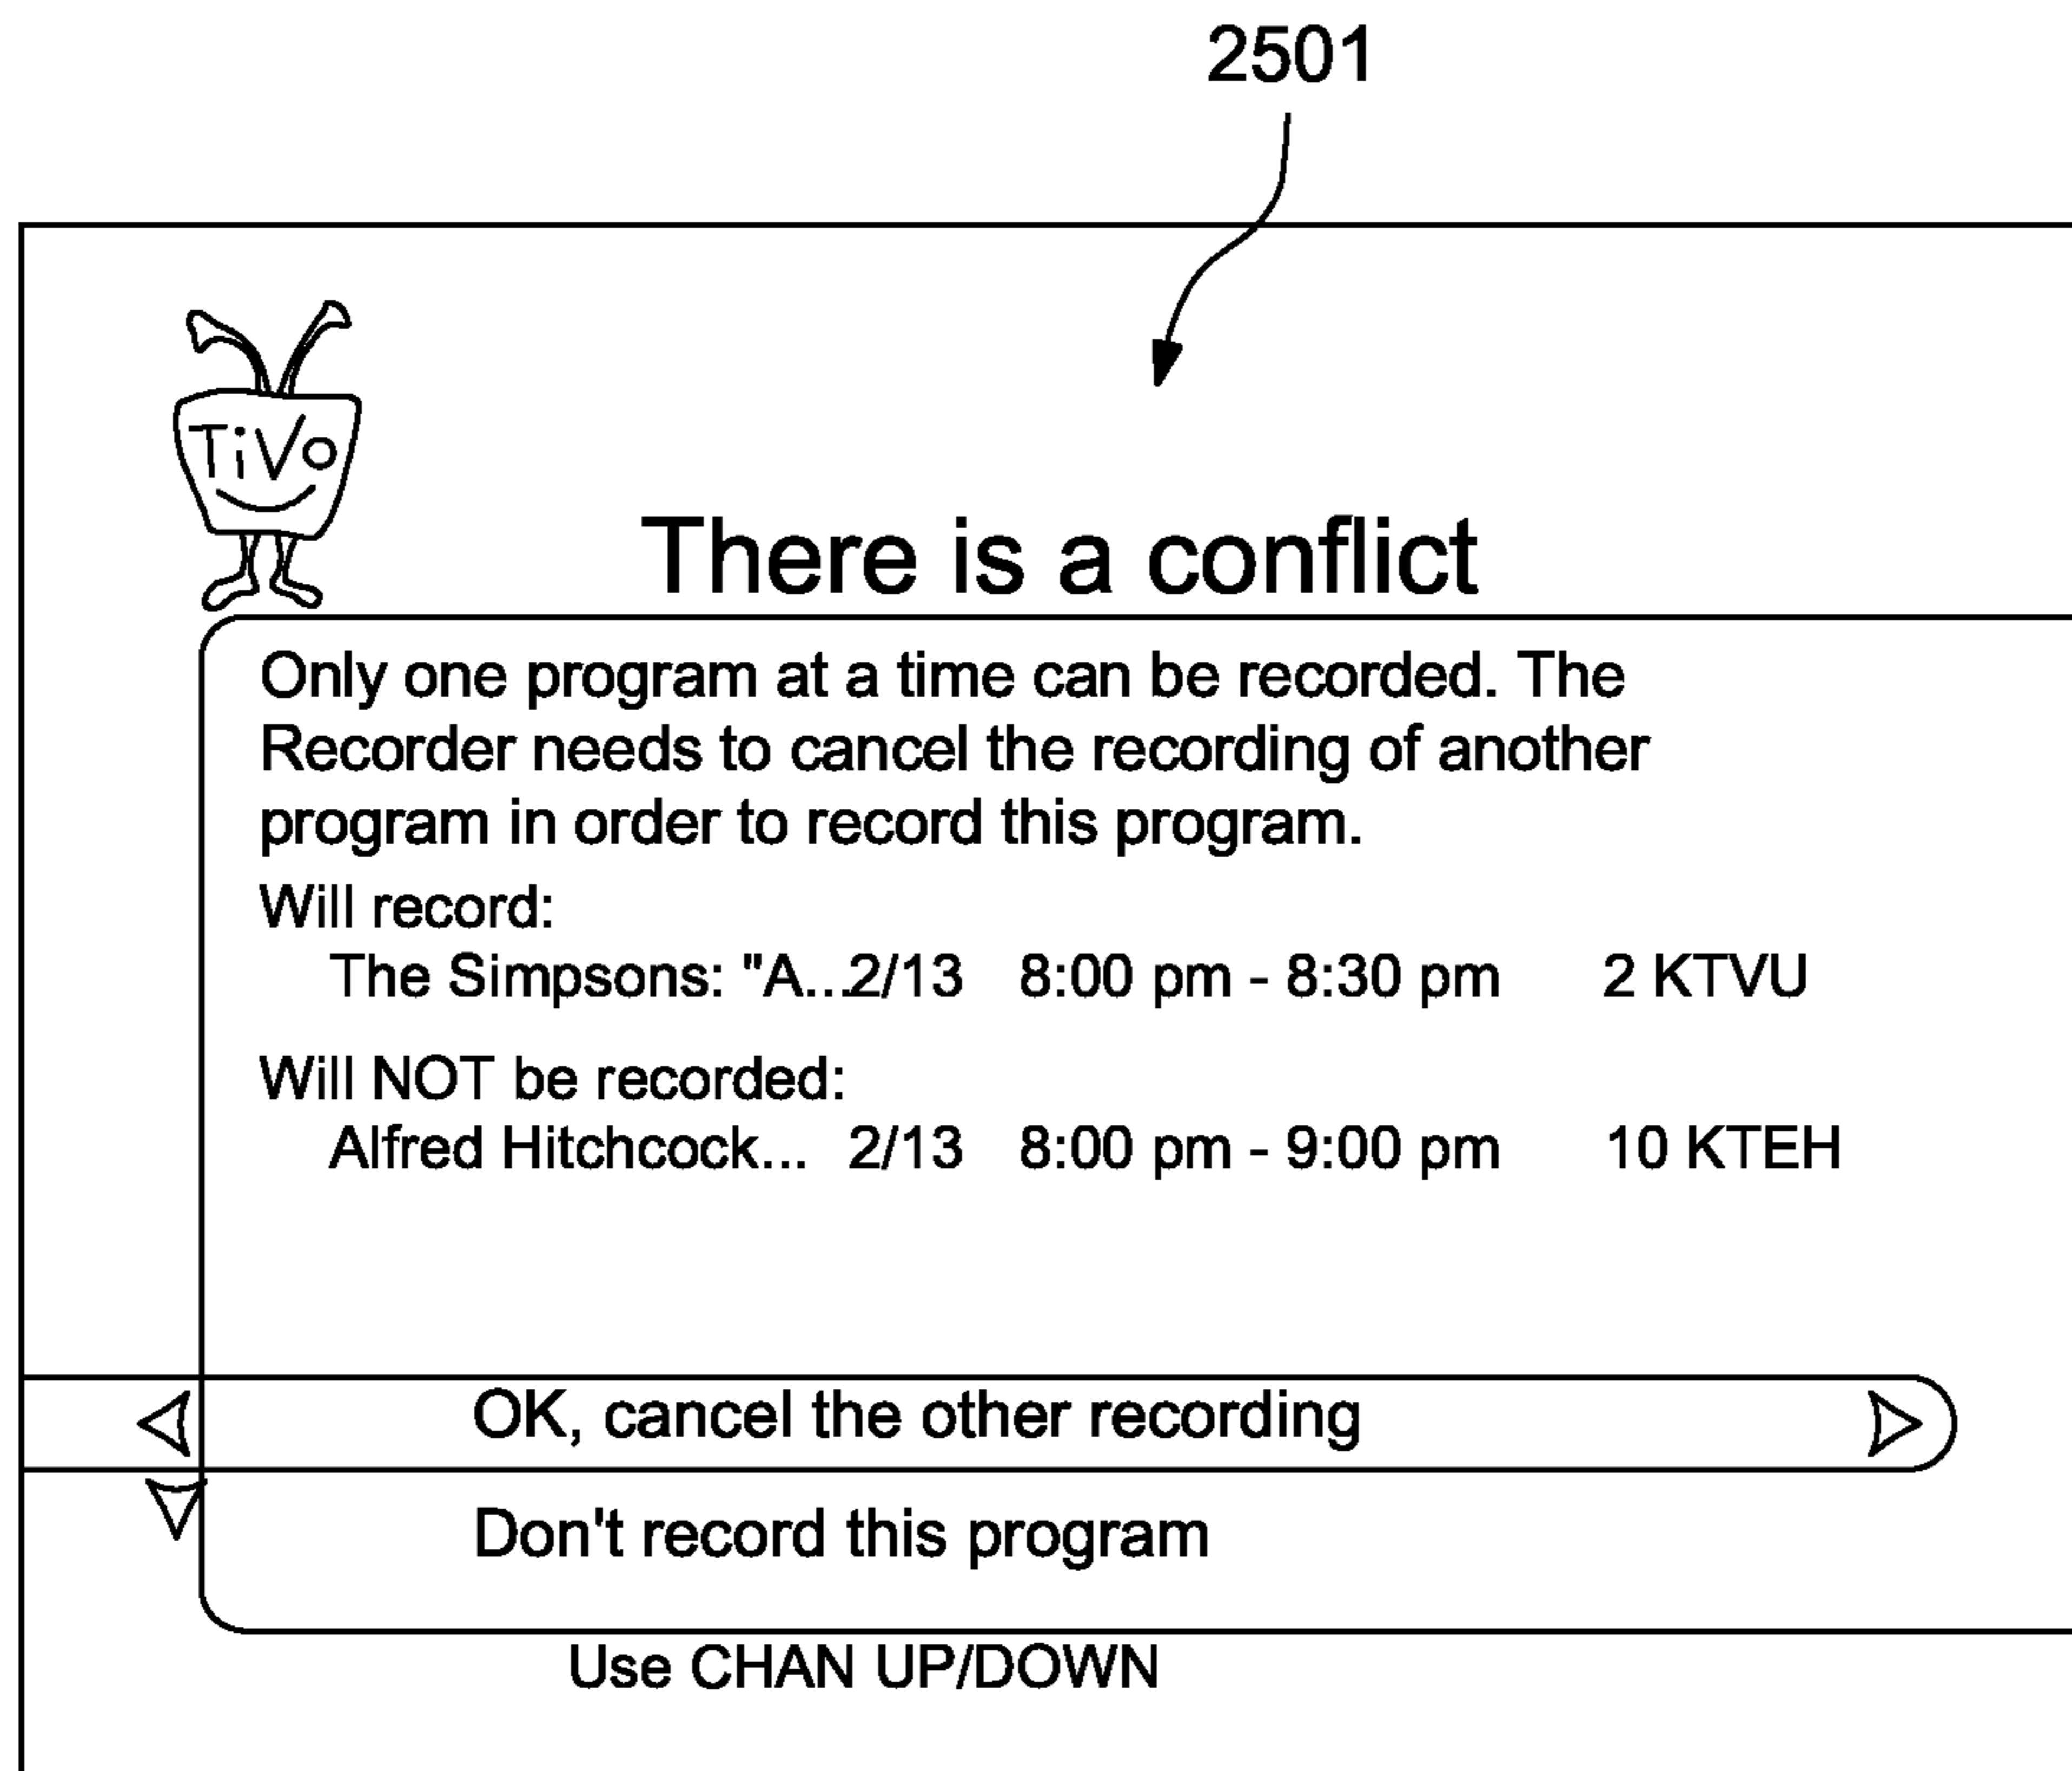 2501
TiVo
There is a conflict
Only one program at a time can be recorded. The
Recorder needs to cancel the recording of another
program in order to record this program.
Will record:
The Simpsons: "A...2/13 8:00 pm - 8:30 pm 2 KTVU
Will NOT be recorded:
Alfred Hitchcock... 2/13 8:00 pm - 9:00 pm 10 KTEH
OK, cancel the other recording
Don't record this program
Use CHAN UP/DOWN